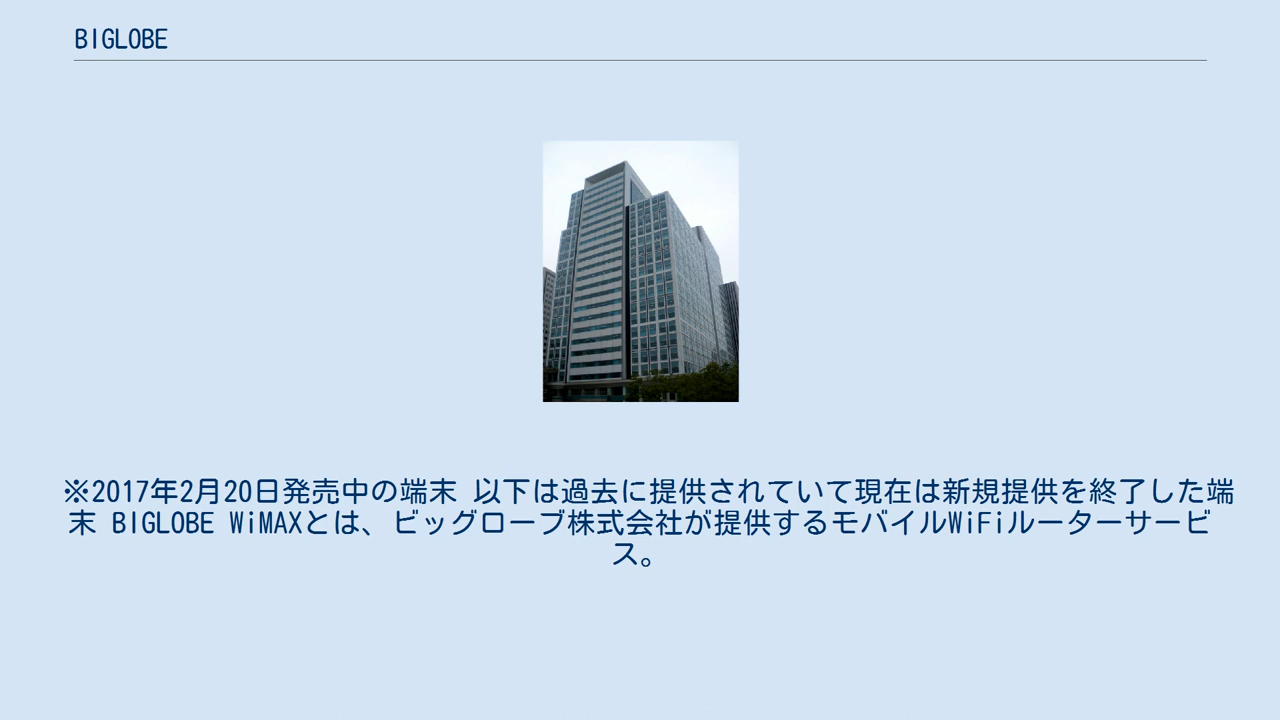 BIGLOBE
※2017年2月20日発売中の端末 以下は過去に提供されていて現在は新規提供を終了した端
末 BIGLOBE WiMAXとは、ビッグローブ株式会社が提供するモバイルWiFiルーターサービ
ス。